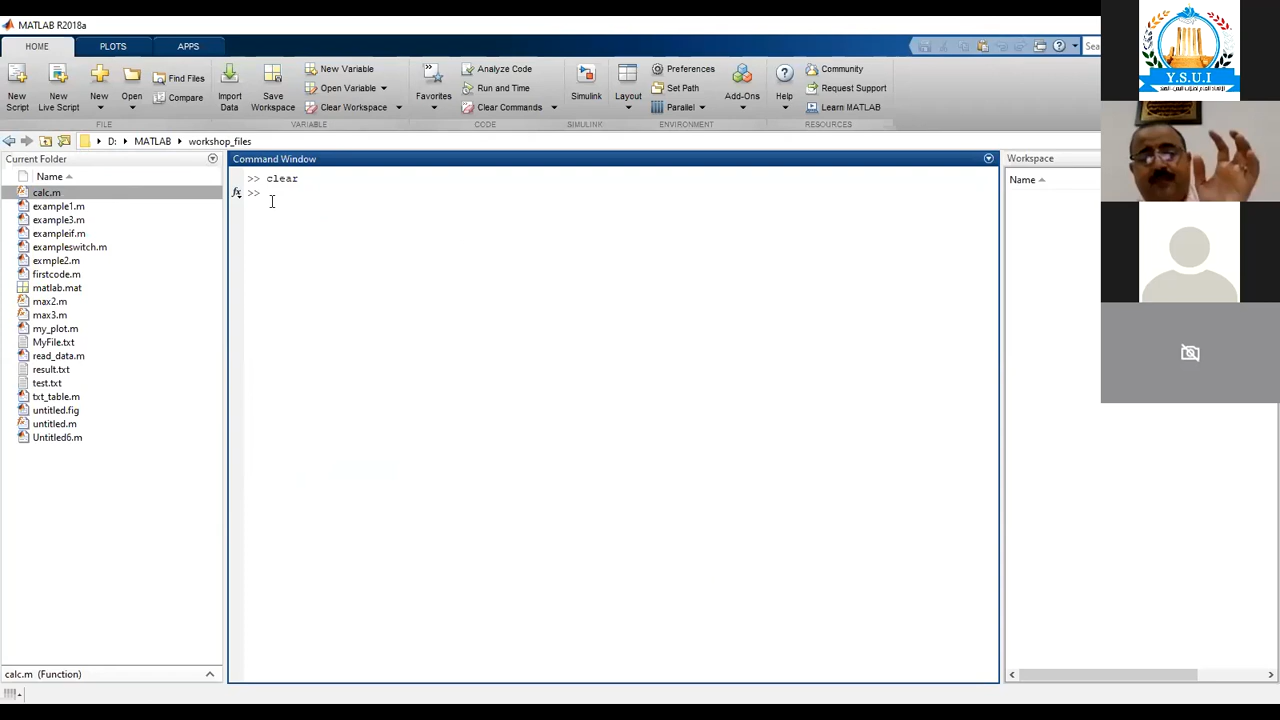 MATLAB R2018a
HOME
PLOTS
APPS
Sea
New Script
New Live Script
New
Open
Find Files
Compare
Import Data
Save Workspace
New Variable
Open Variable
Clear Workspace
Favorites
Analyze Code
Run and Time
Clear Commands
Simulink
Layout
Preferences
Set Path
Parallel
Add-Ons
Help
Community
Request Support
Learn MATLAB
FILE
VARIABLE
CODE
SIMULINK
ENVIRONMENT
RESOURCES
D: MATLAB workshop_files
Current Folder
Name
calc.m
example1.m
example3.m
exampleif.m
exampleswitch.m
exmple2.m
firstcode.m
matlab.mat
max2.m
max3.m
my_plot.m
MyFile.txt
read_data.m
result.txt
test.txt
txt_table.m
untitled.fig
untitled.m
Untitled6.m
calc.m (Function)
Command Window
>> clear
fx >>
Workspace
Name
Y.S.U.I